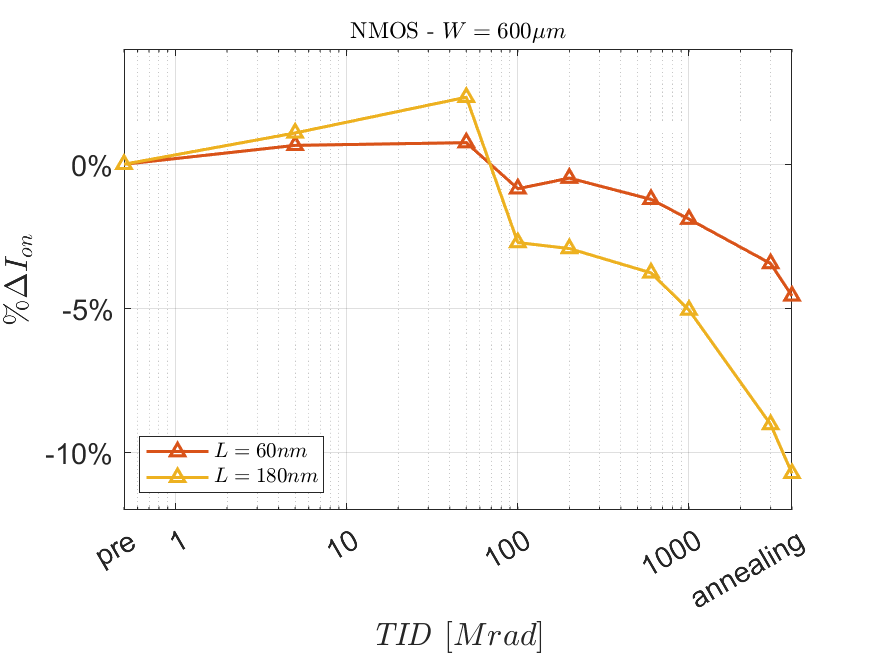 NMOS - W = 600μm
%ΔI_on
0%
-5%
-10%
L = 60nm
L = 180nm
pre 1 10 100 1000 annealing
TID [Mrad]